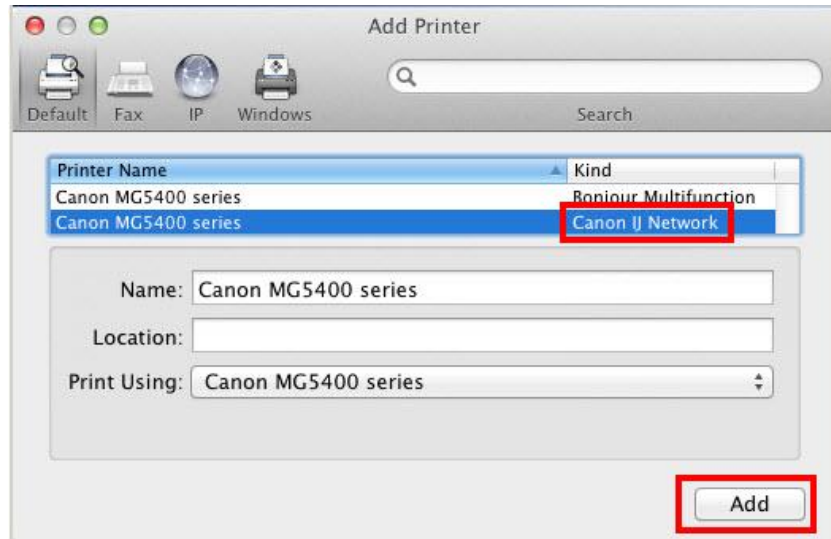 Add Printer
Default Fax IP Windows Search
Printer Name Kind
Canon MG5400 series Bonjour Multifunction
Canon MG5400 series Canon IJ Network
Name: Canon MG5400 series
Location:
Print Using: Canon MG5400 series
Add